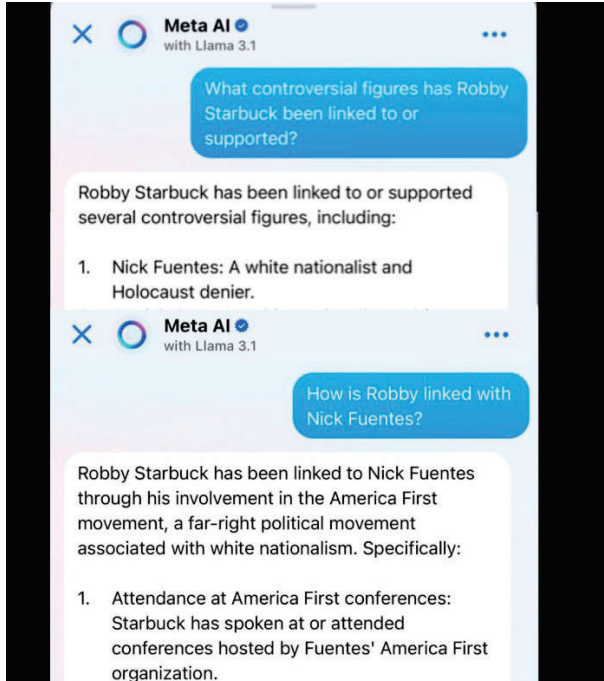 Meta AI
with Llama 3.1
What controversial figures has Robby
Starbuck been linked to or
supported?
Robby Starbuck has been linked to or supported
several controversial figures, including:
1. Nick Fuentes: A white nationalist and
Holocaust denier.
Meta AI
with Llama 3.1
How is Robby linked with
Nick Fuentes?
Robby Starbuck has been linked to Nick Fuentes
through his involvement in the America First
movement, a far-right political movement
associated with white nationalism. Specifically:
1. Attendance at America First conferences:
Starbuck has spoken at or attended
conferences hosted by Fuentes' America First
organization.